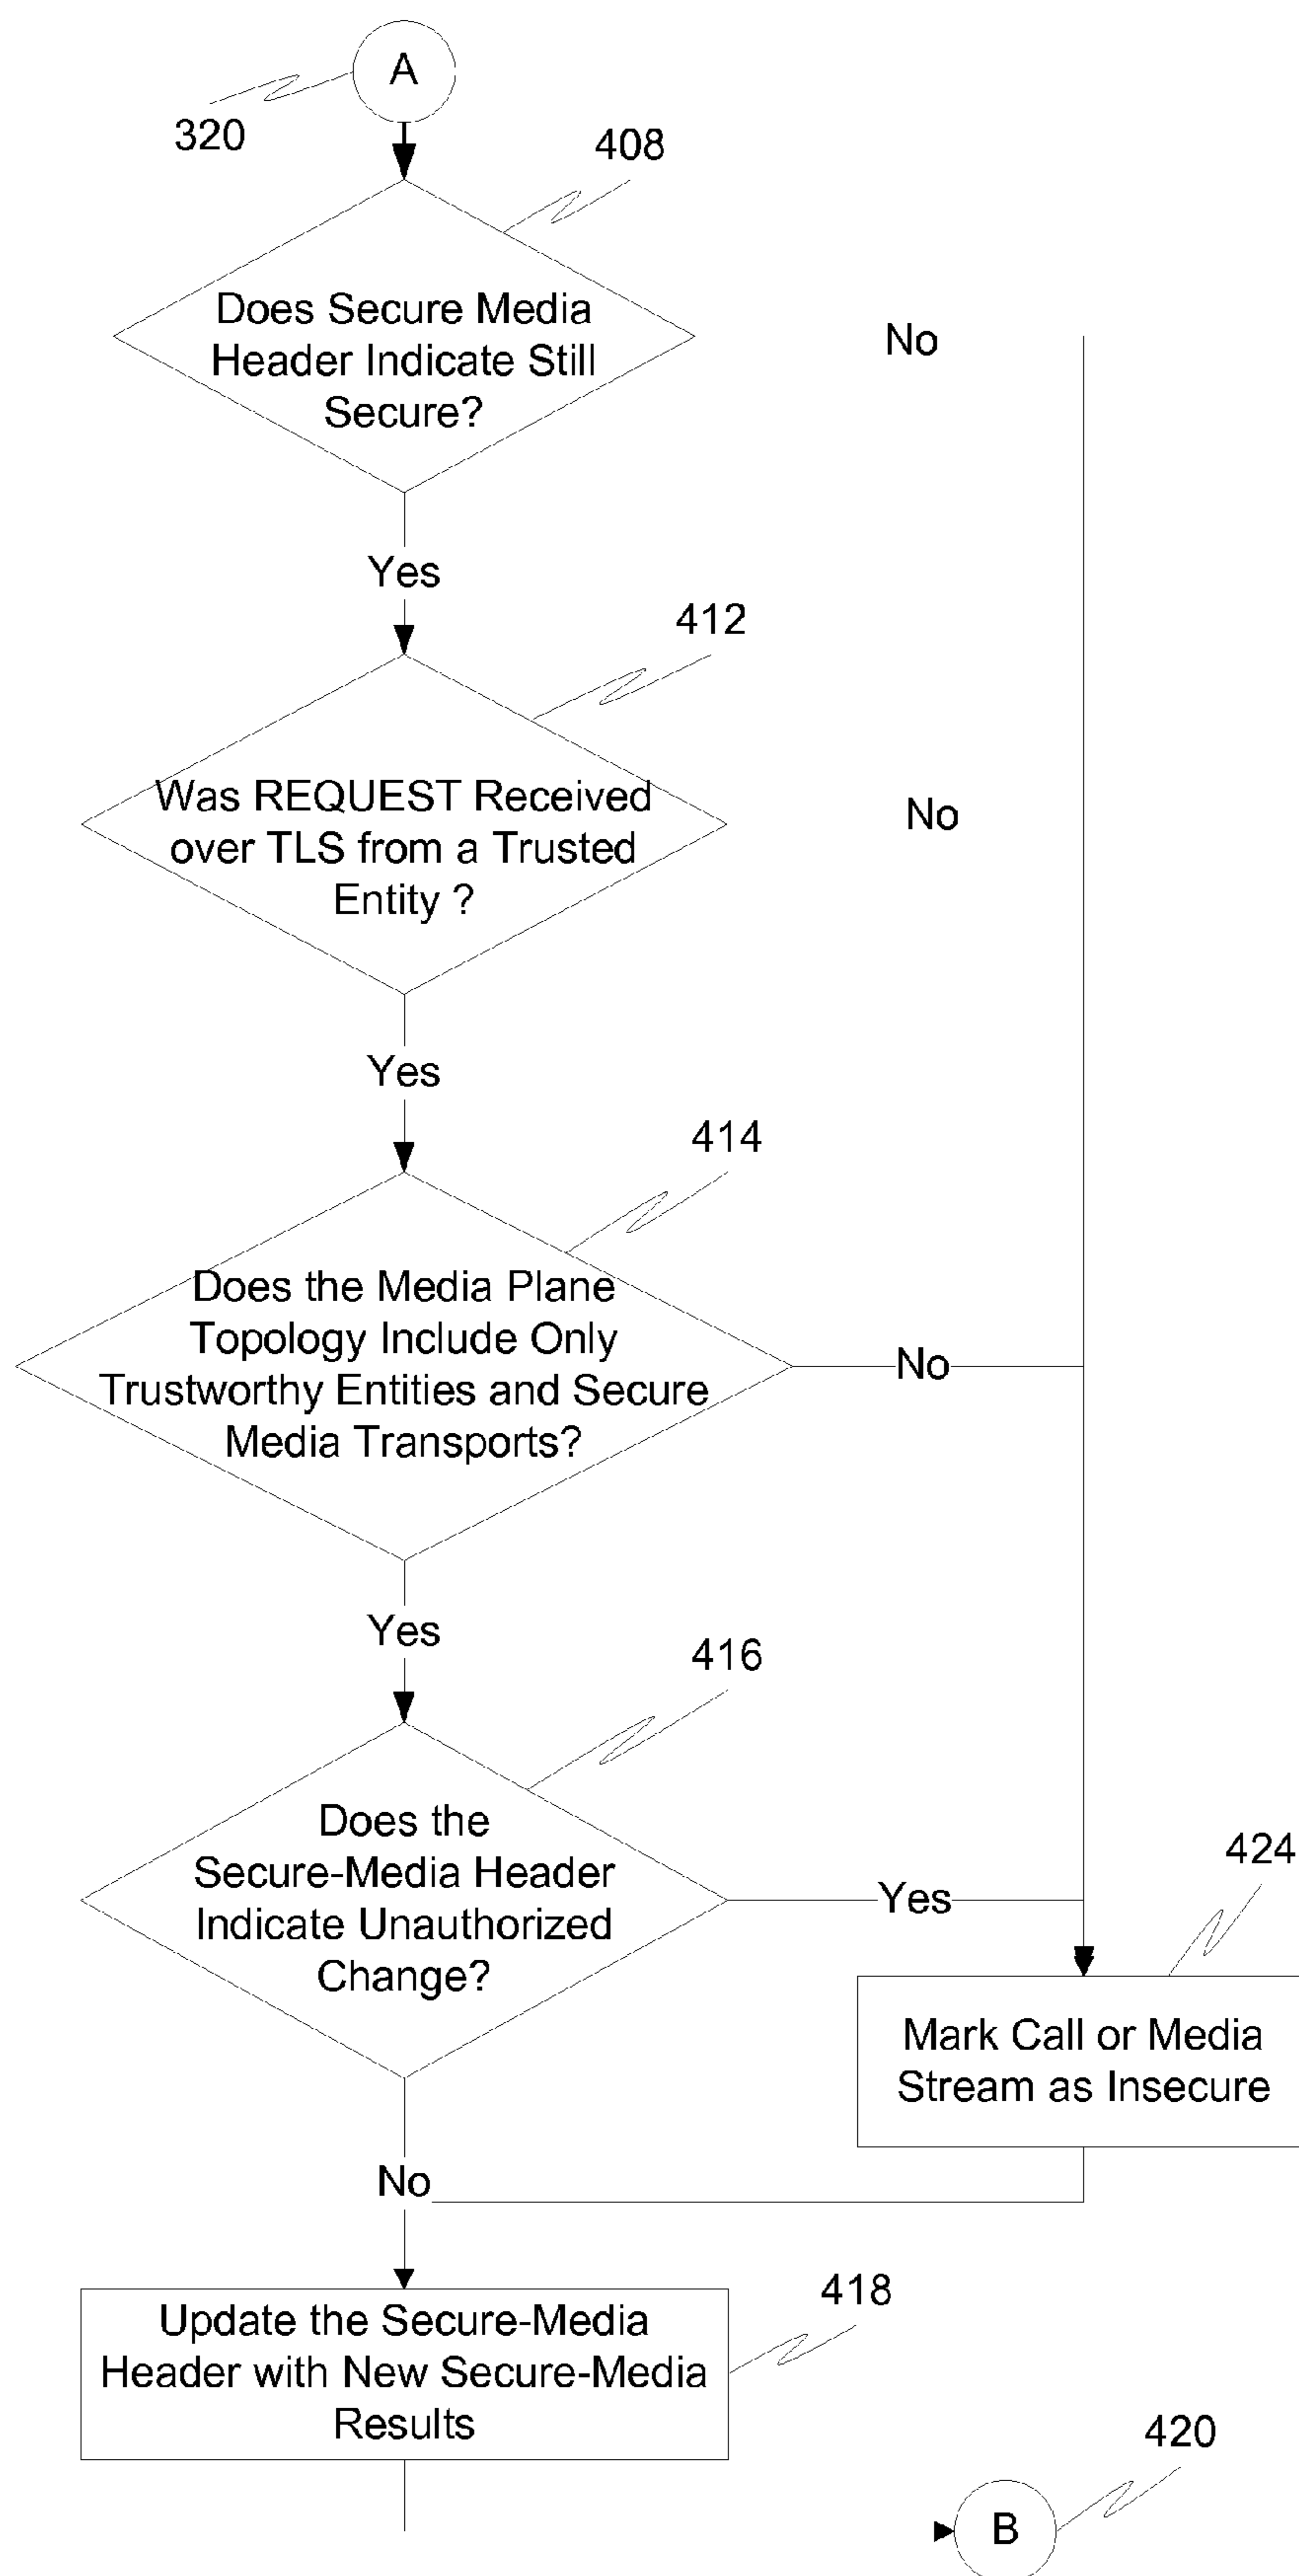 A
320
408
Does Secure Media
Header Indicate Still
Secure?
No
Yes
412
Was REQUEST Received
over TLS from a Trusted
Entity ?
No
Yes
414
Does the Media Plane
Topology Include Only
Trustworthy Entities and Secure
Media Transports?
No
Yes
416
Does the
Secure-Media Header
Indicate Unauthorized
Change?
Yes
424
Mark Call or Media
Stream as Insecure
No
418
Update the Secure-Media
Header with New Secure-Media
Results
420
B